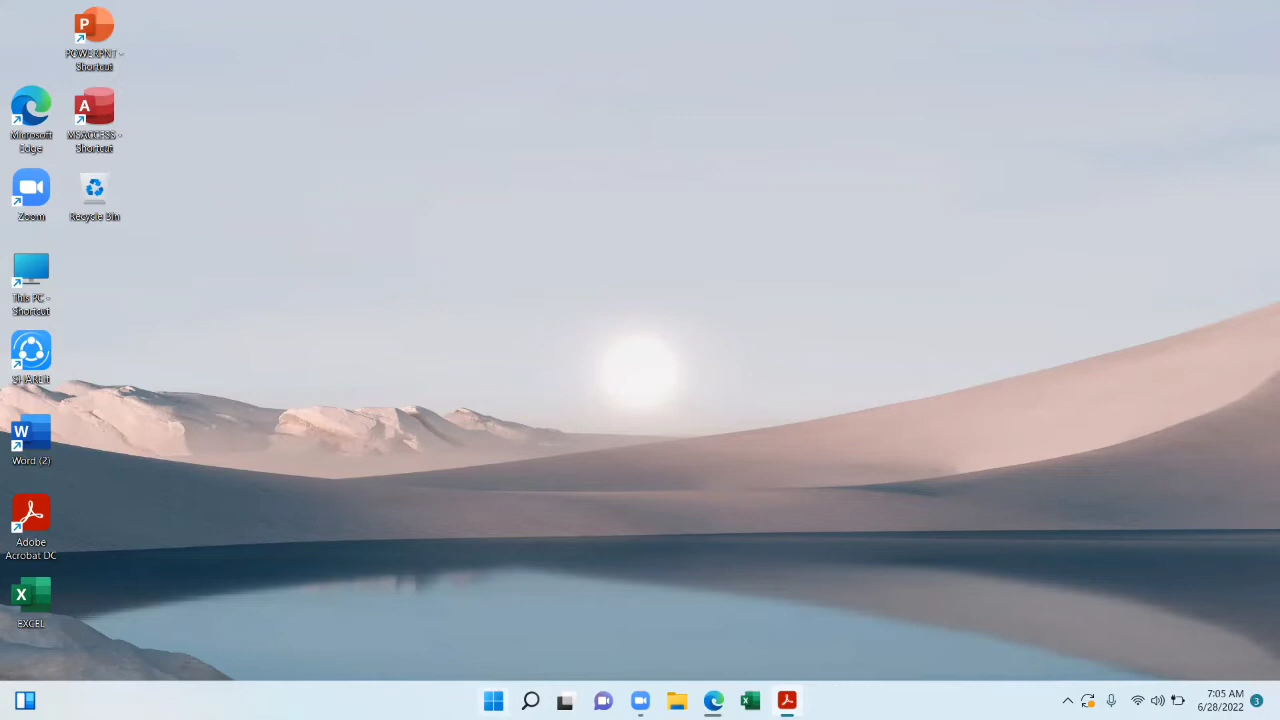 POWERPNT -
Shortcut
Microsoft
Edge
MSACCESS -
Shortcut
Zoom
Recycle Bin
This PC -
Shortcut
SHAREit
Word (2)
Adobe
Acrobat DC
EXCEL
7:05 AM
6/28/2022
3